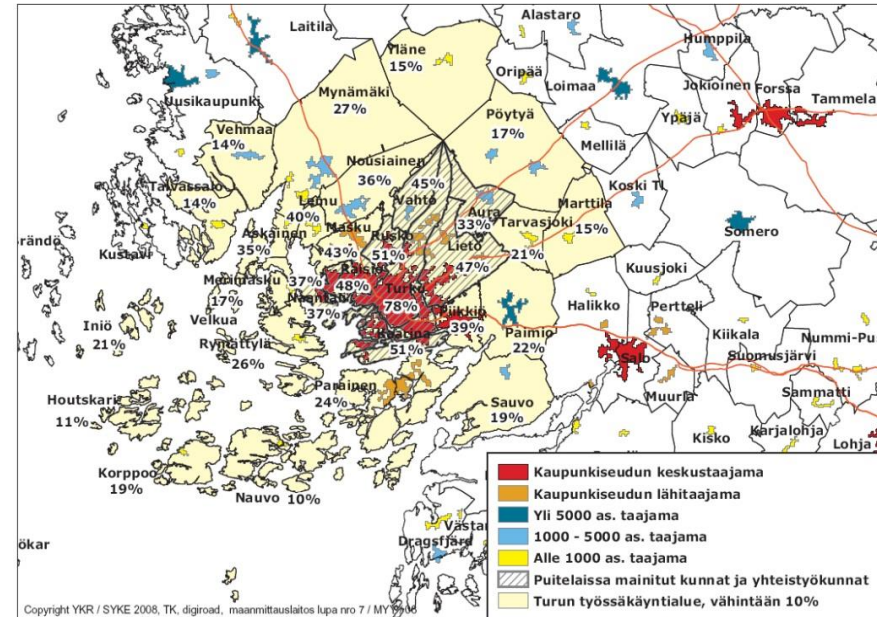 Laitila
Alastaro
Humppila
Yläne
15%
Oripää
Loimaa
Jokioinen
Forssa
Tammela
Uusikaupunki
Mynämäki
27%
Ypäjä
Pöytyä
17%
Vehmaa
14%
Mellilä
Nousiainen
36%
45%
Koski Tl
Taivassalo
14%
Lemu
40%
Vahto
Aura
33%
Marttila
15%
Somero
Kustavi
Askainen
35%
Masku
43%
Rusko
51%
Lieto
47%
Tarvasjoki
21%
Kuusjoki
Merimasku
17%
37%
Raisio
48%
Turku
78%
Naantali
37%
Halikko
Pertteli
Iniö
21%
Velkua
Piikkiö
39%
Paimio
22%
Kiikala
Nummi-Pu
Rymättylä
26%
Kaarina
51%
Salo
Suomusjärvi
Houtskari
11%
Parainen
24%
Sauvo
19%
Muurla
Sammatti
Kisko
Karjalohja
Lohja
Korppoo
19%
Nauvo
10%
Dragsfjärd
Kaupunkiseudun keskustaajama
Kaupunkiseudun lähitaajama
Yli 5000 as. taajama
1000 - 5000 as. taajama
Alle 1000 as. taajama
Puitelaissa mainitut kunnat ja yhteistyökunnat
Turun työssäkäyntialue, vähintään 10%
Copyright YKR / SYKE 2008, TK, digiroad, maanmittauslaitos lupa nro 7 /